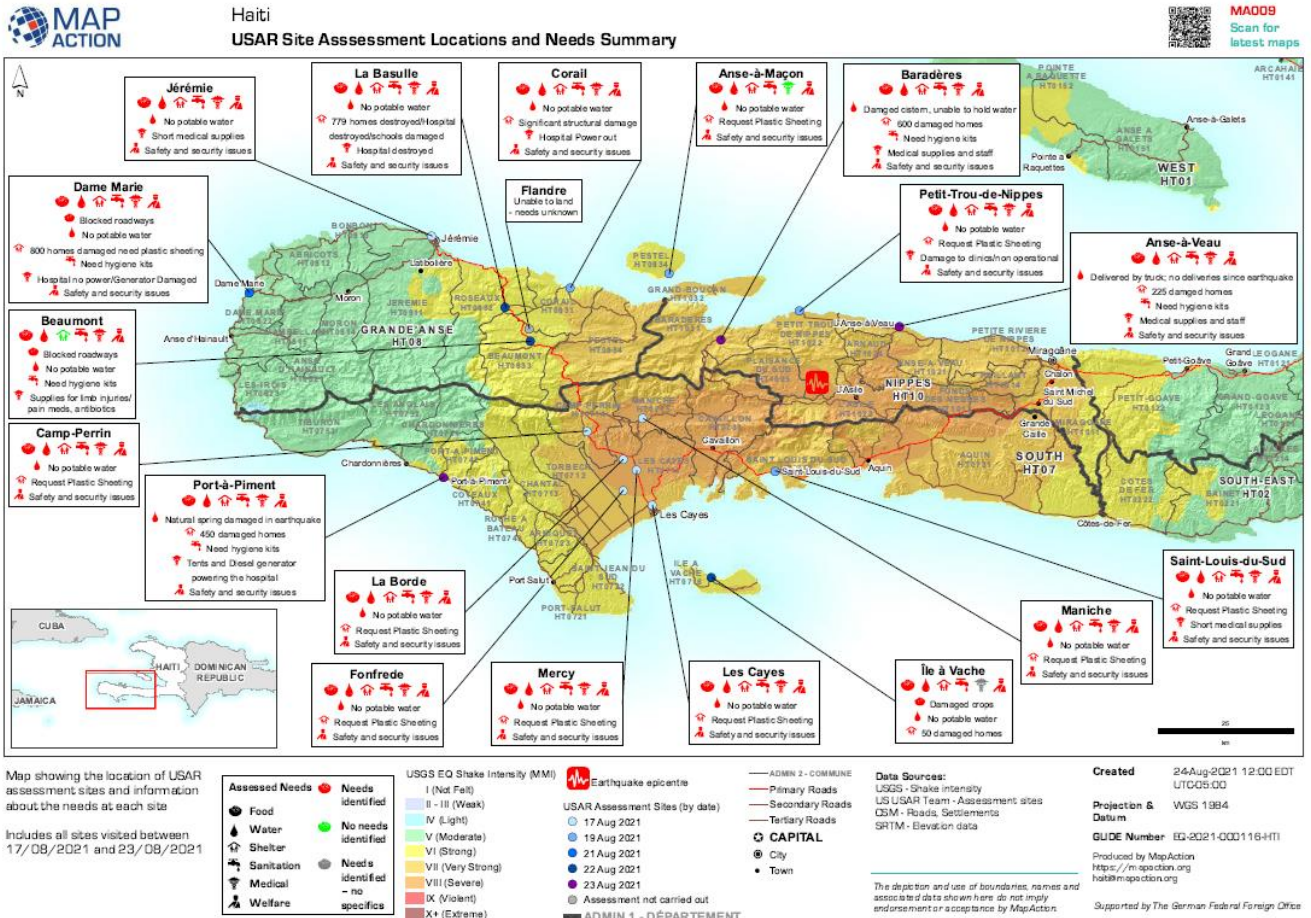 MAP
ACTION
Haiti
USAR Site Asssessment Locations and Needs Summary
MA009
Scan for
latest maps
N
Jérémie
No potable water
Short medical supplies
Safety and security issues
La Basulle
No potable water
779 homes destroyed/Hospital
destroyed/schools damaged
Hospital destroyed
Safety and security issues
Corail
No potable water
Significant structural damage
Hospital Power out
Safety and security issues
Anse-à-Maçon
No potable water
Request Plastic Sheeting
Safety and security issues
Baradères
Damged cistern, unable to hold water
600 damaged homes
Need hygiene kits
Medical supplies and staff
Safety and security issues
Flandre
Unable to land
- needs unknown
Dame Marie
Blocked roadways
No potable water
800 homes damaged need plastic sheeting
Need hygiene kits
Hospital no power/Generator Damaged
Safety and security issues
Petit-Trou-de-Nippes
No potable water
Request Plastic Sheeting
Damage to clinics/non operational
Safety and security issues
Anse-à-Veau
Delivered by truck; no deliveries since earthquake
225 damged homes
Need hygiene kits
Medical supplies and staff
Safety and security issues
Beaumont
Blocked roadways
No potable water
Need hygiene kits
Supplies for limb injuries/
pain meds, antibiotics
Camp-Perrin
No potable water
Request Plastic Sheeting
Safety and security issues
Port-à-Piment
Natural spring damaged in earthquake
450 damaged homes
Need hygiene kits
Tents and Diesel generator
powering the hospital
Safety and security issues
La Borde
No potable water
Request Plastic Sheeting
Safety and security issues
Fonfrede
No potable water
Request Plastic Sheeting
Safety and security issues
Mercy
No potable water
Request Plastic Sheeting
Safety and security issues
Les Cayes
No potable water
Request Plastic Sheeting
Safety and security issues
Île à Vache
Damaged crops
No potable water
50 damaged homes
Maniche
No potable water
Request Plastic Sheeting
Safety and security issues
Saint-Louis-du-Sud
No potable water
Request Plastic Sheeting
Short medical supplies
Safety and security issues
Anse-à-Galets
Pointe a
Raquettes
WEST
HT01
Jérémie
Latibolière
Moron
Dame Marie
Anse d'Hainault
GRANDE'ANSE
HT08
Chardonnières
Port-à-Piment
Port Salut
Les Cayes
Cavaillon
Saint-Louis-du-Sud
Aquin
L'Asile
NIPPES
HT10
Miragoâne
Chalon
Saint Michel
du Sud
SOUTH
HT07
Côtes-de-Fer
Petit-Goâve
Grand
Goâve
SOUTH-EAST
HT02
CUBA
HAITI
DOMINICAN
REPUBLIC
JAMAICA
25
km
Map showing the location of USAR
assessment sites and information
about the needs at each site
Includes all sites visited between
17/08/2021 and 23/08/2021
Assessed Needs
Food
Water
Shelter
Sanitation
Medical
Welfare
Needs
identified
No needs
identified
Needs
identified
– no
specifics
USGS EQ Shake Intensity (MMI)
I (Not Felt)
II - III (Weak)
IV (Light)
V (Moderate)
VI (Strong)
VII (Very Strong)
VIII (Severe)
IX (Violent)
X+ (Extreme)
Earthquake epicentre
USAR Assessment Sites (by date)
17 Aug 2021
19 Aug 2021
21 Aug 2021
22 Aug 2021
23 Aug 2021
Assessment not carried out
ADMIN 1 - DÉPARTEMENT
ADMIN 2 - COMMUNE
Primary Roads
Secondary Roads
Tertiary Roads
CAPITAL
City
Town
Data Sources:
USGS - Shake intensity
US USAR Team - Assessment sites
OSM - Roads, Settlements
SRTM - Elevation data
The depiction and use of boundaries, names and
associated data shown here do not imply
endorsement or acceptance by MapAction
Created 24-Aug-2021 12:00 EDT
UTC-05:00
Projection & WGS 1984
Datum
GLIDE Number EQ-2021-000116-HTI
Produced by MapAction
https://mapaction.org
haiti@mapaction.org
Supported by The German Federal Foreign Office